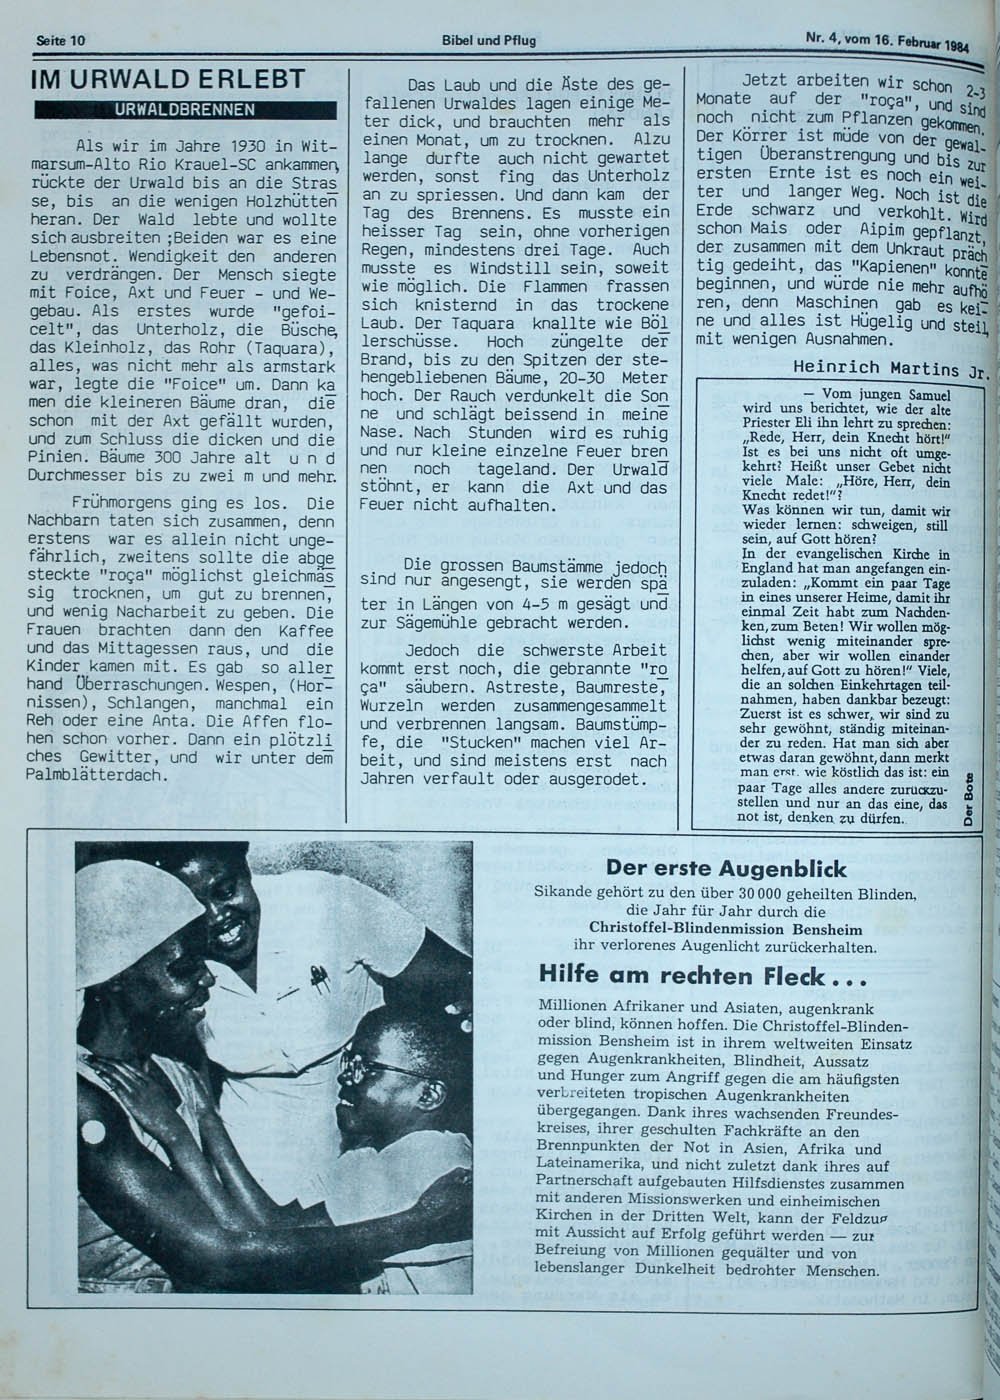 Seite 10
Bibel und Pflug
Nr. 4, vom 16. Februar 1984
IM URWALD ERLEBT
URWALDBRENNEN
Als wir im Jahre 1930 in Wit-
marsum-Alto Rio Krauel-SC ankammen,
rückte der Urwald bis an die Stras
se, bis an die wenigen Holzhütten
heran. Der Wald lebte und wollte
sich ausbreiten ;Beiden war es eine
Lebensnot. Wendigkeit den anderen
zu verdrängen. Der Mensch siegte
mit Foice, Axt und Feuer - und We-
gebau. Als erstes wurde "gefoi-
celt", das Unterholz, die Büsche,
das Kleinholz, das Rohr (Taquara),
alles, was nicht mehr als armstark
war, legte die "Foice" um. Dann ka
men die kleineren Bäume dran, die
schon mit der Axt gefällt wurden,
und zum Schluss die dicken und die
Pinien. Bäume 300 Jahre alt u n d
Durchmesser bis zu zwei m und mehr.
Frühmorgens ging es los. Die
Nachbarn taten sich zusammen, denn
erstens war es allein nicht unge-
fährlich, zweitens sollte die abge
steckte "roça" möglichst gleichmäs
sig trocknen, um gut zu brennen,
und wenig Nacharbeit zu geben. Die
Frauen brachten dann den Kaffee
und das Mittagessen raus, und die
Kinder kamen mit. Es gab so aller
hand Überraschungen. Wespen, (Hor-
nissen), Schlangen, manchmal ein
Reh oder eine Anta. Die Affen flo-
hen schon vorher. Dann ein plötzli
ches Gewitter, und wir unter dem
Palmblätterdach.
Das Laub und die Äste des ge-
fallenen Urwaldes lagen einige Me-
ter dick, und brauchten mehr als
einen Monat, um zu trocknen. Alzu
lange durfte auch nicht gewartet
werden, sonst fing das Unterholz
an zu spriessen. Und dann kam der
Tag des Brennens. Es musste ein
heisser Tag sein, ohne vorherigen
Regen, mindestens drei Tage. Auch
musste es Windstill sein, soweit
wie möglich. Die Flammen frassen
sich knisternd in das trockene
Laub. Der Taquara knallte wie Böl
lerschüsse. Hoch züngelte der
Brand, bis zu den Spitzen der ste-
hengebliebenen Bäume, 20-30 Meter
hoch. Der Rauch verdunkelt die Son
ne und schlägt beissend in meine
Nase. Nach Stunden wird es ruhig
und nur kleine einzelne Feuer bren
nen noch tageland. Der Urwald
stöhnt, er kann die Axt und das
Feuer nicht aufhalten.
Die grossen Baumstämme jedoch
sind nur angesengt, sie werden spä
ter in Längen von 4-5 m gesägt und
zur Sägemühle gebracht werden.
Jedoch die schwerste Arbeit
kommt erst noch, die gebrannte "ro
ça" säubern. Astreste, Baumreste,
Wurzeln werden zusammengesammelt
und verbrennen langsam. Baumstümp-
fe, die "Stucken" machen viel Ar-
beit, und sind meistens erst nach
Jahren verfault oder ausgerodet.
Jetzt arbeiten wir schon 2-3
Monate auf der "roça", und sind
noch nicht zum Pflanzen gekommen.
Der Körrer ist müde von der gewal-
tigen Überanstrengung und bis zur
ersten Ernte ist es noch ein wei-
ter und langer Weg. Noch ist die
Erde schwarz und verkohlt. Wird
schon Mais oder Aipim gepflanzt,
der zusammen mit dem Unkraut präch
tig gedeiht, das "Kapienen" konnte
beginnen, und würde nie mehr aufhö
ren, denn Maschinen gab es kei-
ne und alles ist Hügelig und steil,
mit wenigen Ausnahmen.
Heinrich Martins Jr.
— Vom jungen Samuel
wird uns berichtet, wie der alte
Priester Eli ihn lehrt zu sprechen:
„Rede, Herr, dein Knecht hört!"
Ist es bei uns nicht oft umge-
kehrt? Heißt unser Gebet nicht
viele Male: „Höre, Herr, dein
Knecht redet!"?
Was können wir tun, damit wir
wieder lernen: schweigen, still
sein, auf Gott hören?
In der evangelischen Kirche in
England hat man angefangen ein-
zuladen: „Kommt ein paar Tage
in eines unserer Heime, damit ihr
einmal Zeit habt zum Nachden-
ken, zum Beten! Wir wollen mög-
lichst wenig miteinander spre-
chen, aber wir wollen einander
helfen, auf Gott zu hören!" Viele,
die an solchen Einkehrtagen teil-
nahmen, haben dankbar bezeugt:
Zuerst ist es schwer, wir sind zu
sehr gewöhnt, ständig miteinan-
der zu reden. Hat man sich aber
etwas daran gewöhnt, dann merkt
man erst, wie köstlich das ist: ein
paar Tage alles andere zurückzu-
stellen und nur an das eine, das
not ist, denken zu dürfen.
Der Bote
Der erste Augenblick
Sikande gehört zu den über 30 000 geheilten Blinden,
die Jahr für Jahr durch die
Christoffel-Blindenmission Bensheim
ihr verlorenes Augenlicht zurückerhalten.
Hilfe am rechten Fleck...
Millionen Afrikaner und Asiaten, augenkrank
oder blind, können hoffen. Die Christoffel-Blinden-
mission Bensheim ist in ihrem weltweiten Einsatz
gegen Augenkrankheiten, Blindheit, Aussatz
und Hunger zum Angriff gegen die am häufigsten
verbreiteten tropischen Augenkrankheiten
übergegangen. Dank ihres wachsenden Freundes-
kreises, ihrer geschulten Fachkräfte an den
Brennpunkten der Not in Asien, Afrika und
Lateinamerika, und nicht zuletzt dank ihres auf
Partnerschaft aufgebauten Hilfsdienstes zusammen
mit anderen Missionswerken und einheimischen
Kirchen in der Dritten Welt, kann der Feldzug
mit Aussicht auf Erfolg geführt werden — zur
Befreiung von Millionen gequälter und von
lebenslanger Dunkelheit bedrohter Menschen.